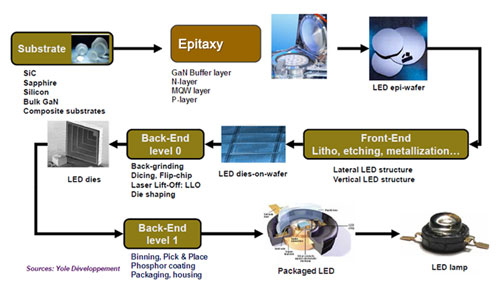 Substrate
SiC
Sapphire
Silicon
Bulk GaN
Composite substrates
Epitaxy
GaN Buffer layer
N-layer
MQW layer
P-layer
LED epi-wafer
Front-End
Litho, etching, metallization...
Lateral LED structure
Vertical LED structure
LED dies-on-wafer
Back-End
level 0
Back-grinding
Dicing, Flip-chip
Laser Lift-Off: LLO
Die shaping
LED dies
Back-End
level 1
Binning, Pick & Place
Phosphor coating
Packaging, housing
Packaged LED
LED lamp
Sources: Yole Développement